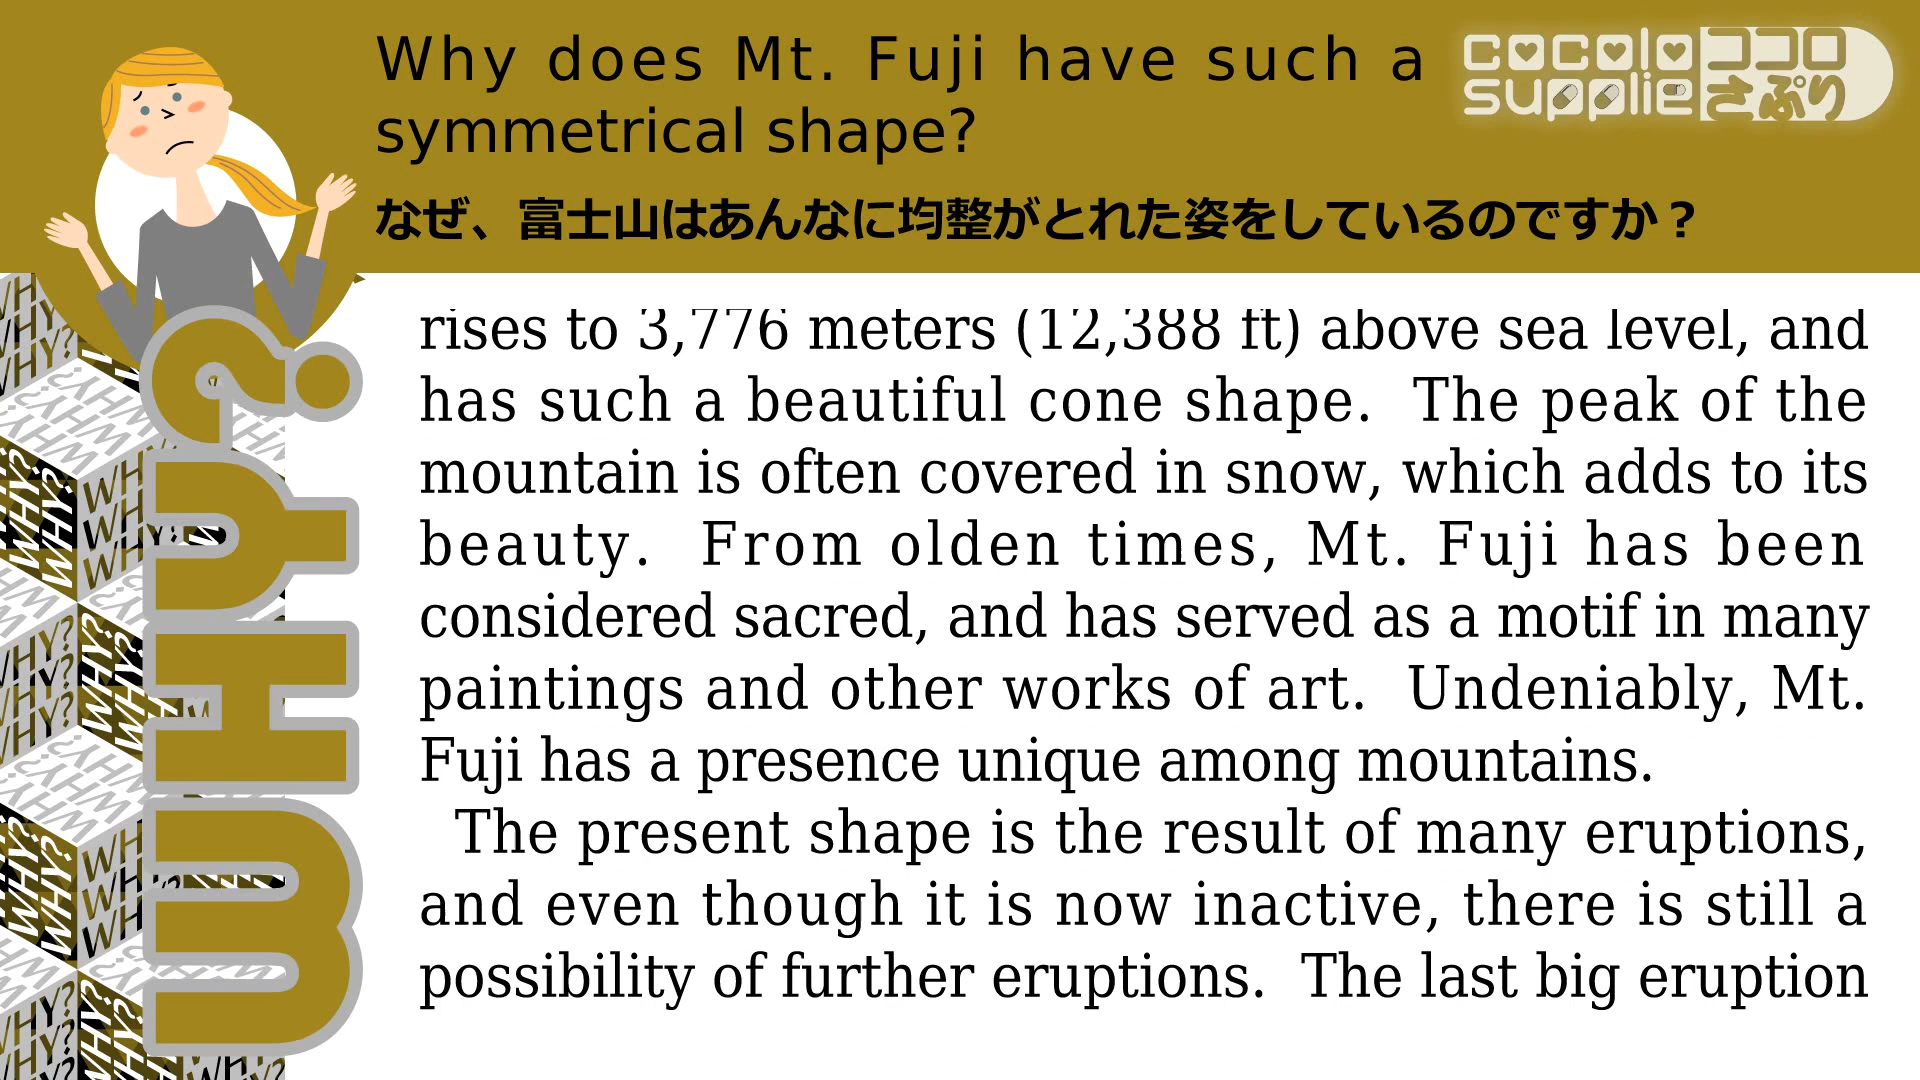 Why does Mt. Fuji have such a
symmetrical shape?
なぜ、富士山はあんなに均整がとれた姿をしているのですか？
cocolo
supplie
ココロ
さぷり
WHY?
rises to 3,776 meters (12,388 ft) above sea level, and
has such a beautiful cone shape.  The peak of the
mountain is often covered in snow, which adds to its
beauty.  From olden times, Mt. Fuji has been
considered sacred, and has served as a motif in many
paintings and other works of art.  Undeniably, Mt.
Fuji has a presence unique among mountains.
The present shape is the result of many eruptions,
and even though it is now inactive, there is still a
possibility of further eruptions.  The last big eruption